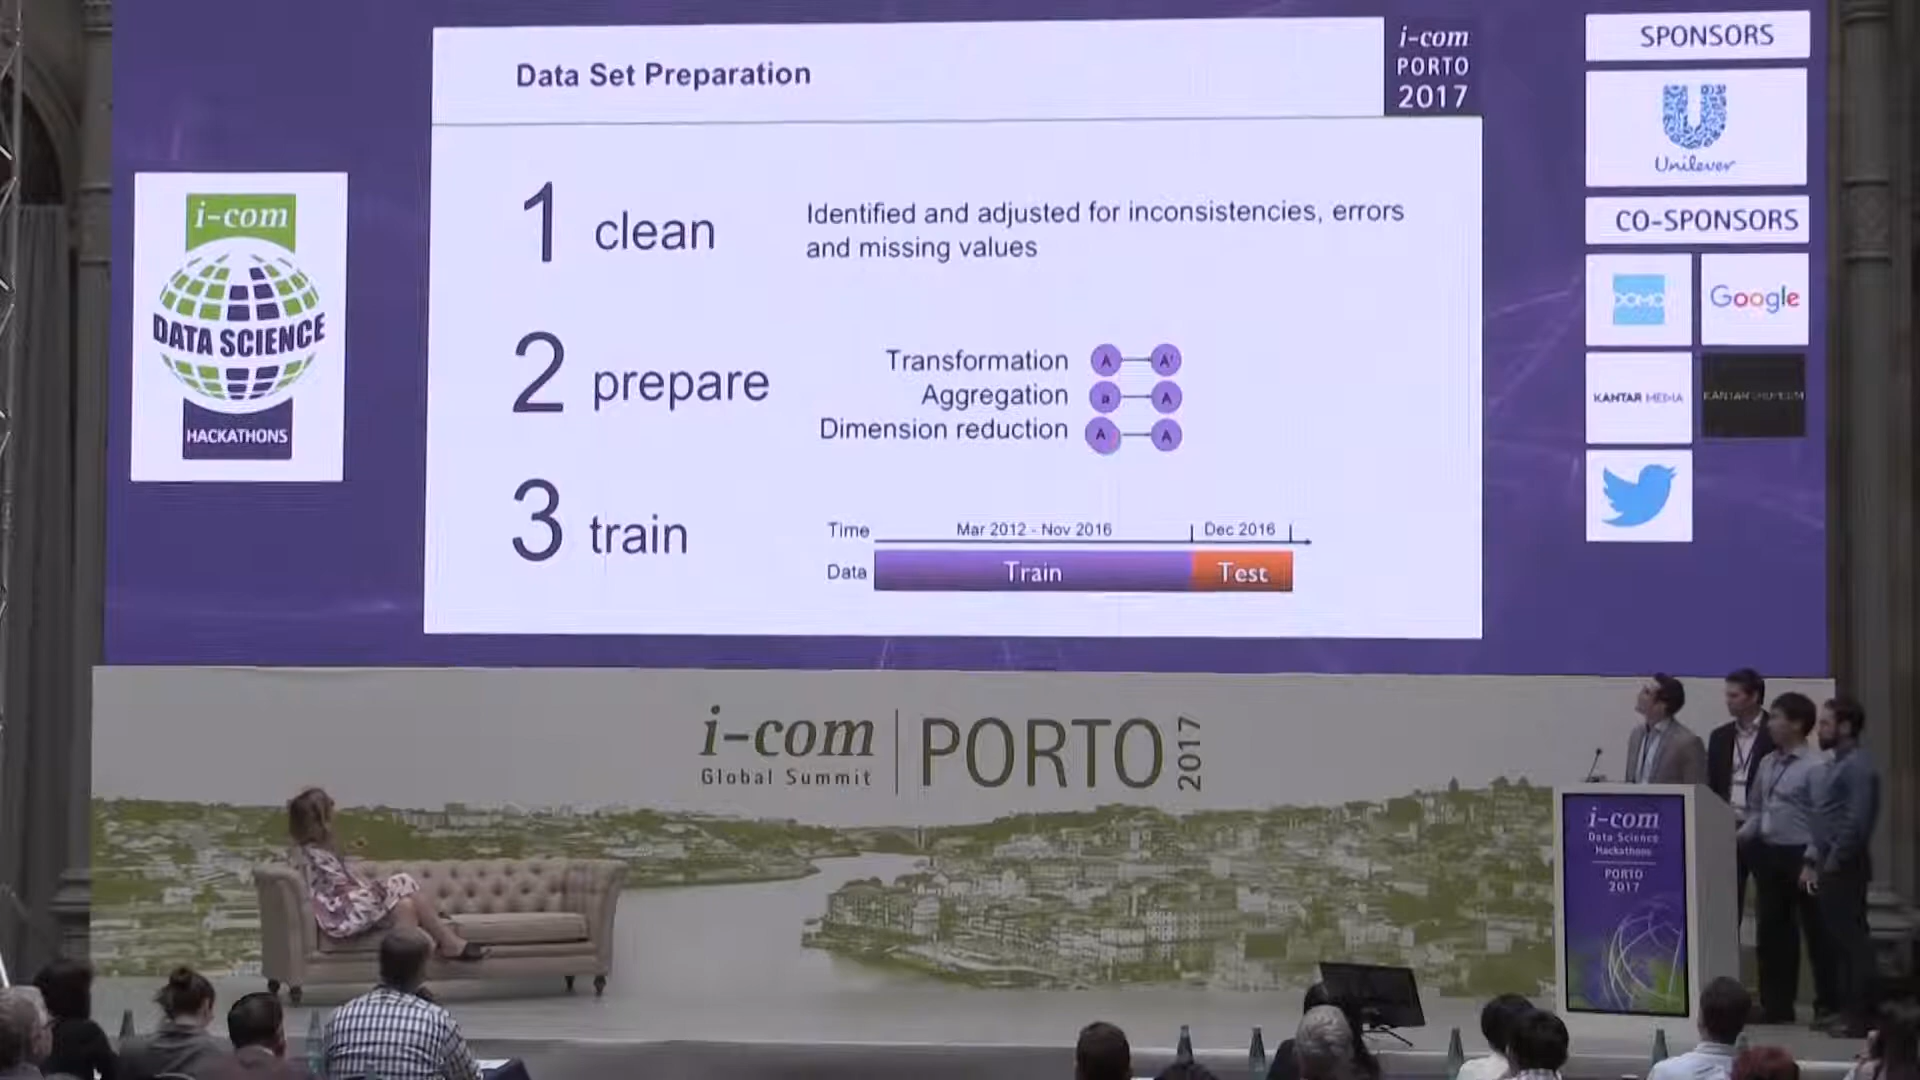 i-com
DATA SCIENCE
HACKATHONS
Data Set Preparation
i-com
PORTO
2017
1 clean
Identified and adjusted for inconsistencies, errors
and missing values
2 prepare
Transformation A A'
Aggregation a A
Dimension reduction A A
3 train
Time Mar 2012 - Nov 2016 Dec 2016
Data Train Test
SPONSORS
Unilever
CO-SPONSORS
DOMO Google
KANTAR MEDIA KANTAR
i-com
Global Summit
PORTO
2017
i-com
Data Science
Hackathons
PORTO
2017